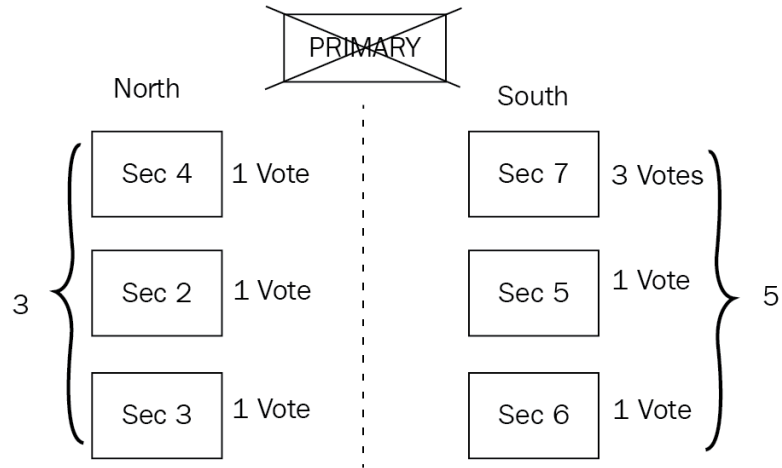 PRIMARY
North
South
Sec 4 1 Vote
Sec 7 3 Votes
3
Sec 2 1 Vote
Sec 5 1 Vote
5
Sec 3 1 Vote
Sec 6 1 Vote